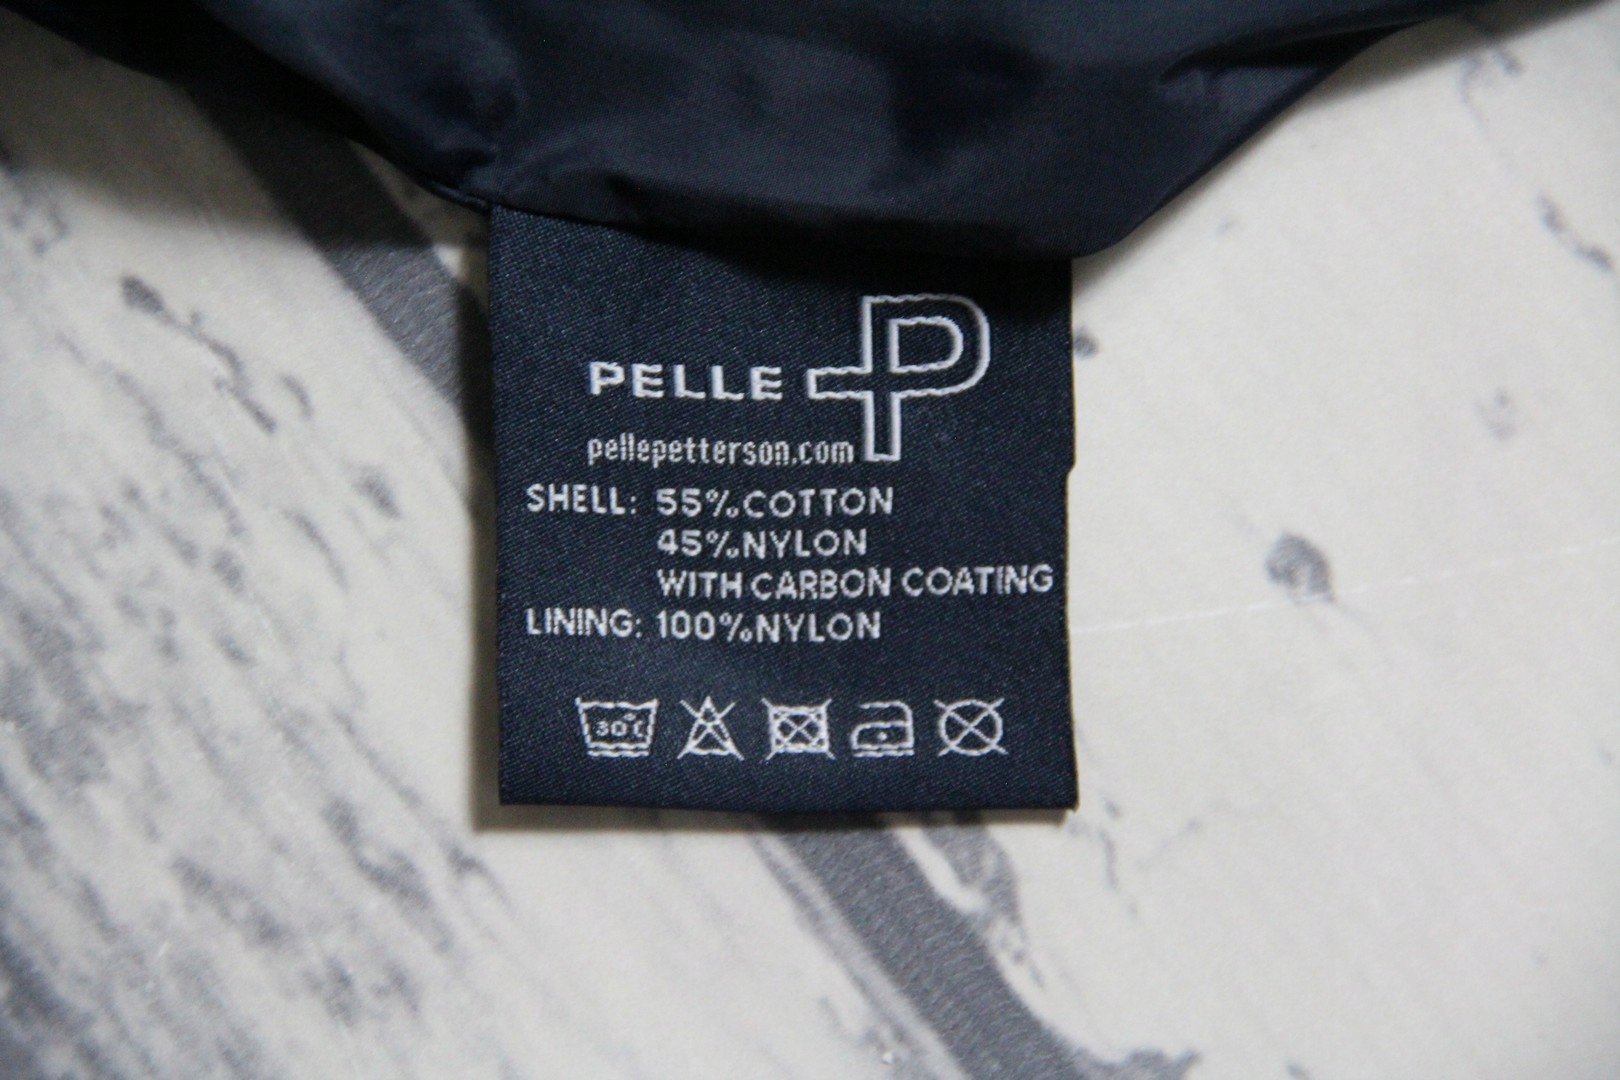 PELLE P
pellepetterson.com
SHELL: 55%COTTON
45%NYLON
WITH CARBON COATING
LINING: 100%NYLON
30°C